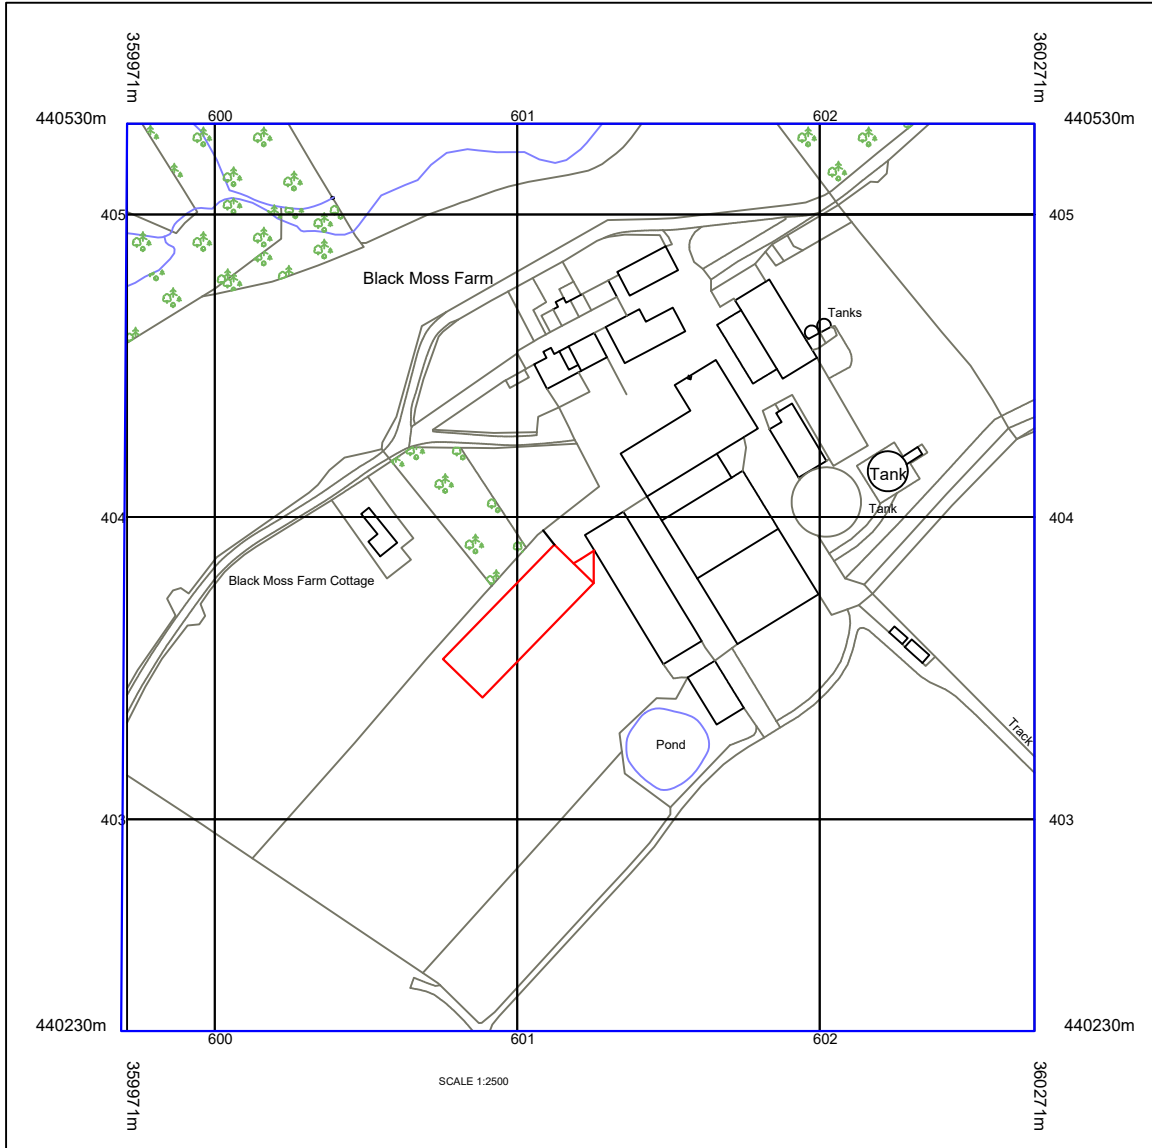 359971m
360271m
440530m
600
601
602
440530m
405
405
Black Moss Farm
Tanks
Tank
Tank
404
404
Black Moss Farm Cottage
Track
Pond
403
403
440230m
600
601
602
440230m
359971m
SCALE 1:2500
360271m